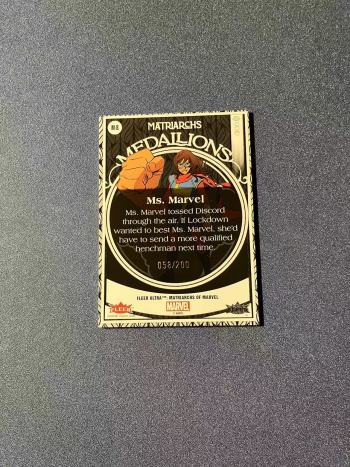 MATRIARCHS
MEDALLIONS
Ms. Marvel
Ms. Marvel tossed Discord
through the air. If Lockdown
wanted to best Ms. Marvel, she'd
have to send a more qualified
henchman next time.
058/200
FLEER ULTRA™: MATRIARCHS OF MARVEL
FLEER
MARVEL